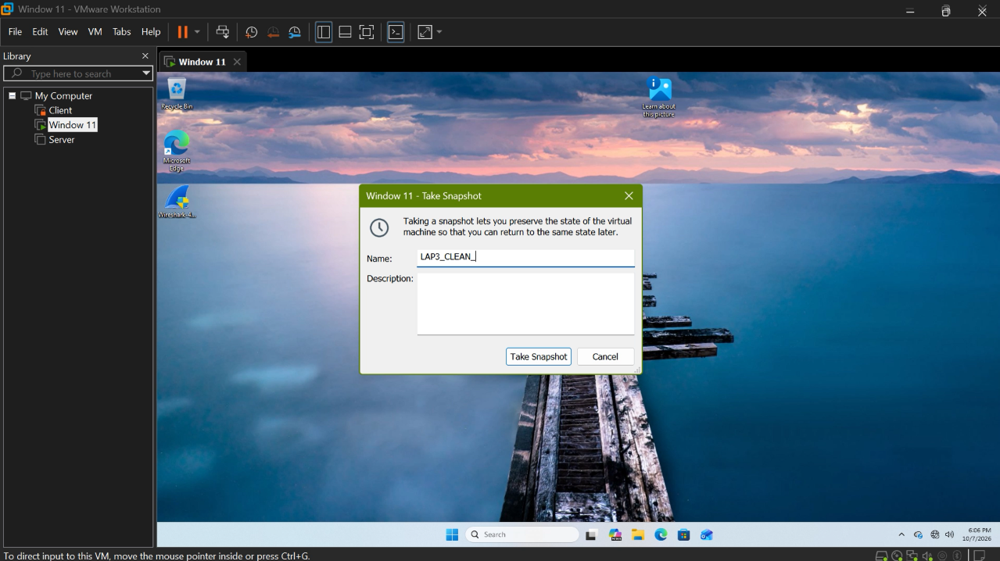 Window 11 - VMware Workstation
File Edit View VM Tabs Help
Library
Type here to search
My Computer
Client
Window 11
Server
Window 11
Recycle Bin
Microsoft
Edge
Wireshark-4...
Learn about
this picture
Window 11 - Take Snapshot
Taking a snapshot lets you preserve the state of the virtual
machine so that you can return to the same state later.
Name: LAP3_CLEAN_
Description:
Take Snapshot Cancel
Search
6:06 PM
10/7/2026
To direct input to this VM, move the mouse pointer inside or press Ctrl+G.